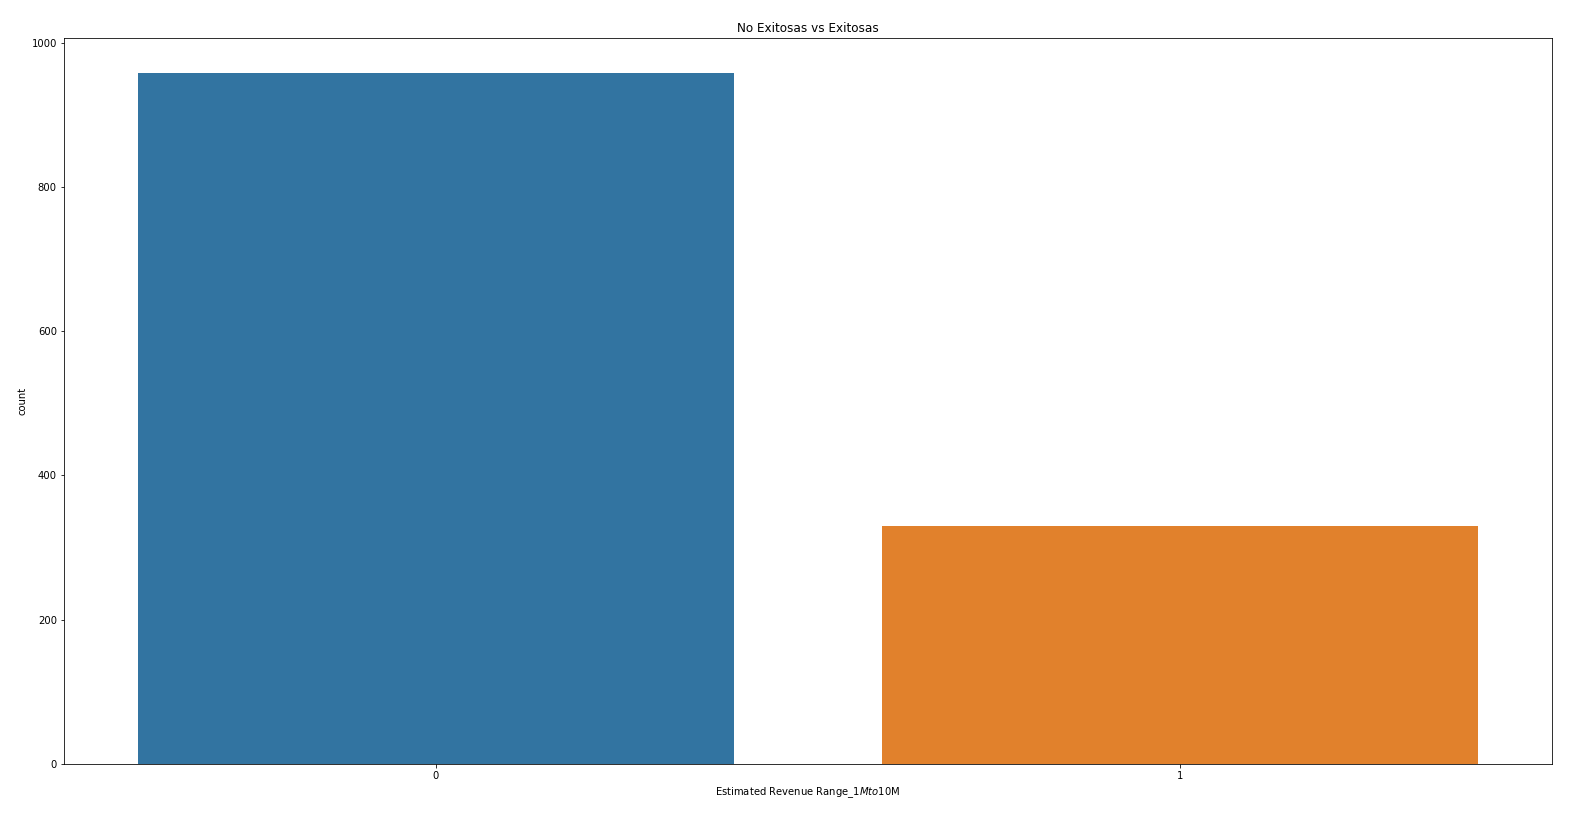 No Exitosas vs Exitosas
1000
800
600
400
200
0
count
0
1
Estimated Revenue Range_1Mto10M